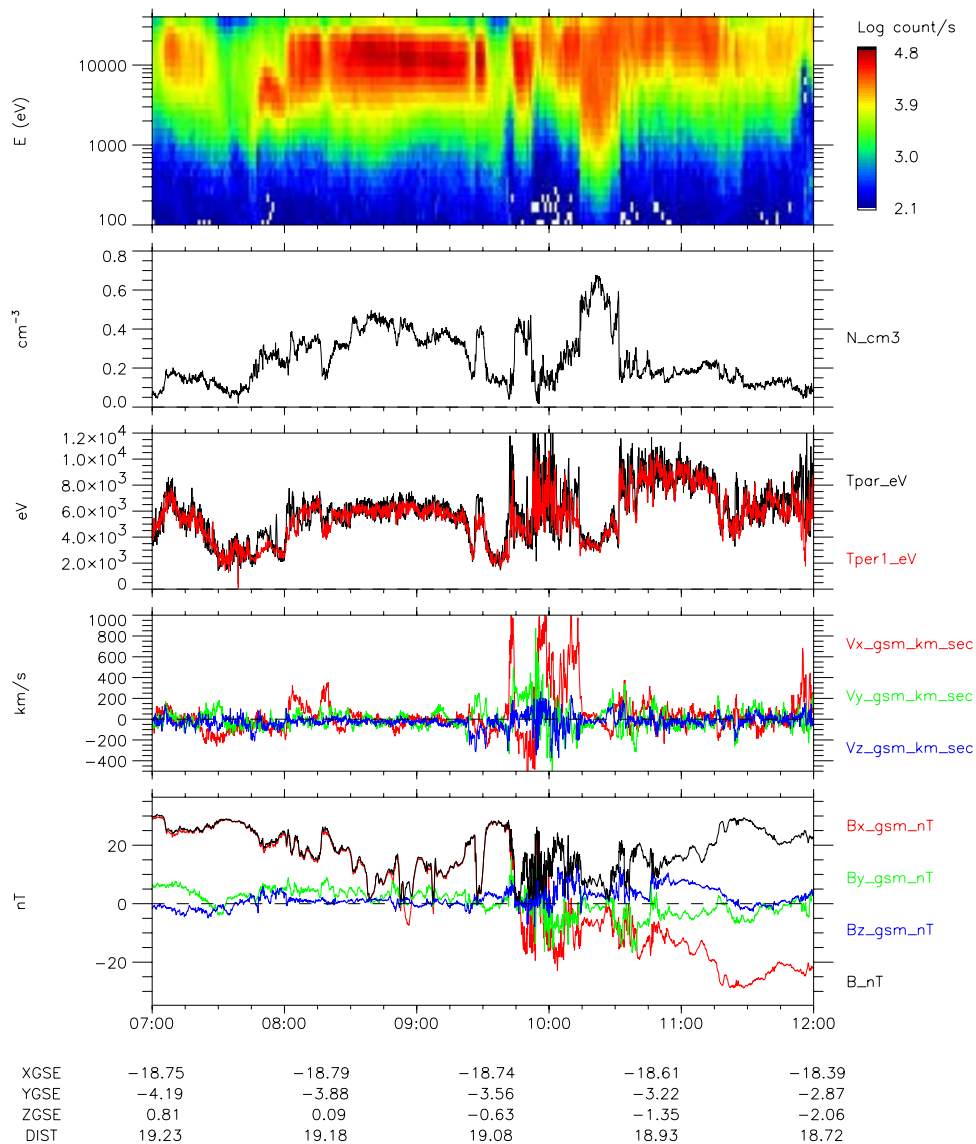 Log count/s
4.8
3.9
3.0
2.1
E (eV)
10000
1000
100
cm⁻³
0.8
0.6
0.4
0.2
0.0
N_cm3
eV
1.2×10⁴
1.0×10⁴
8.0×10³
6.0×10³
4.0×10³
2.0×10³
0
Tpar_eV
Tper1_eV
km/s
1000
800
600
400
200
0
−200
−400
Vx_gsm_km_sec
Vy_gsm_km_sec
Vz_gsm_km_sec
nT
20
0
−20
Bx_gsm_nT
By_gsm_nT
Bz_gsm_nT
B_nT
07:00 08:00 09:00 10:00 11:00 12:00
XGSE −18.75 −18.79 −18.74 −18.61 −18.39
YGSE −4.19 −3.88 −3.56 −3.22 −2.87
ZGSE 0.81 0.09 −0.63 −1.35 −2.06
DIST 19.23 19.18 19.08 18.93 18.72